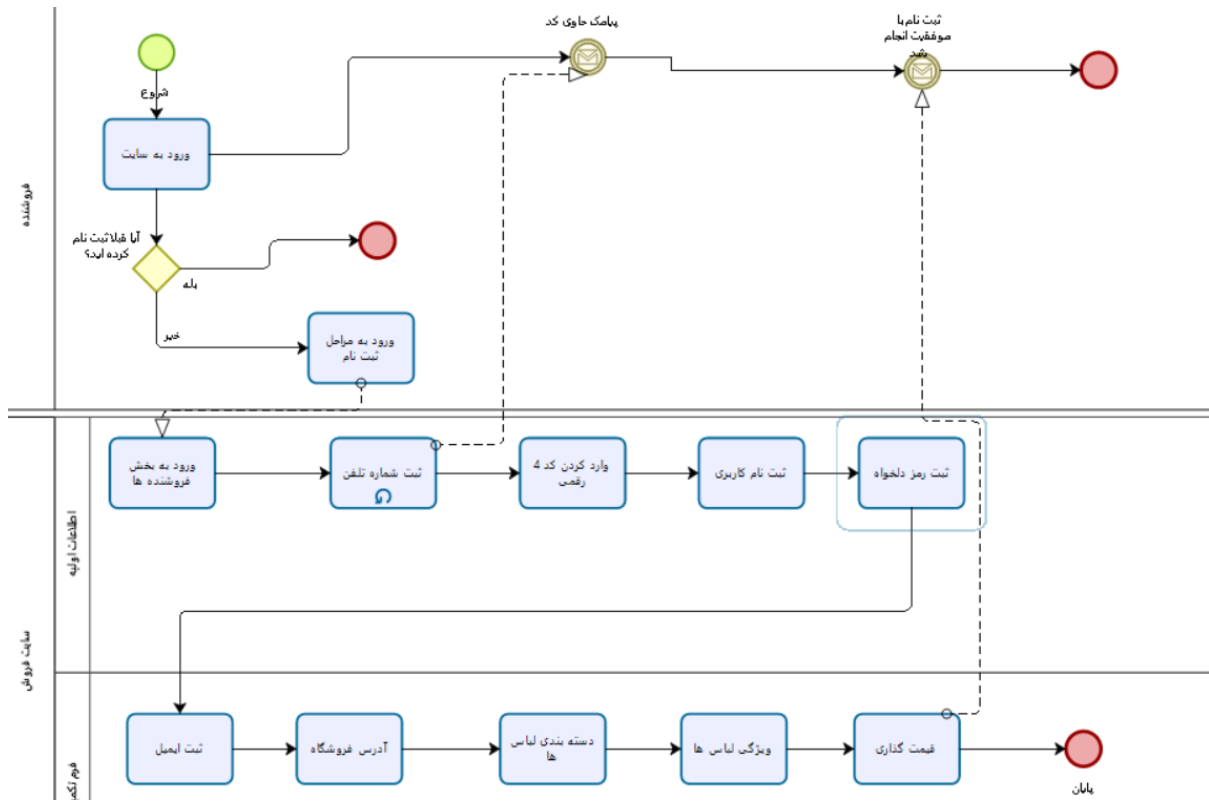 پیامک حاوی کد
ثبت نام با
موفقیت انجام
شد
شروع
ورود به سایت
فروشنده
آیا قبلا ثبت نام
کرده اید؟
بله
خیر
ورود به مراحل
ثبت نام
ورود به بخش
فروشنده ها
ثبت شماره تلفن
وارد کردن کد 4
رقمی
ثبت نام کاربری
ثبت رمز دلخواه
اطلاعات اولیه
سایت فروش
ثبت ایمیل
آدرس فروشگاه
دسته بندی لباس
ها
ویژگی لباس ها
قیمت گذاری
پایان
فرم